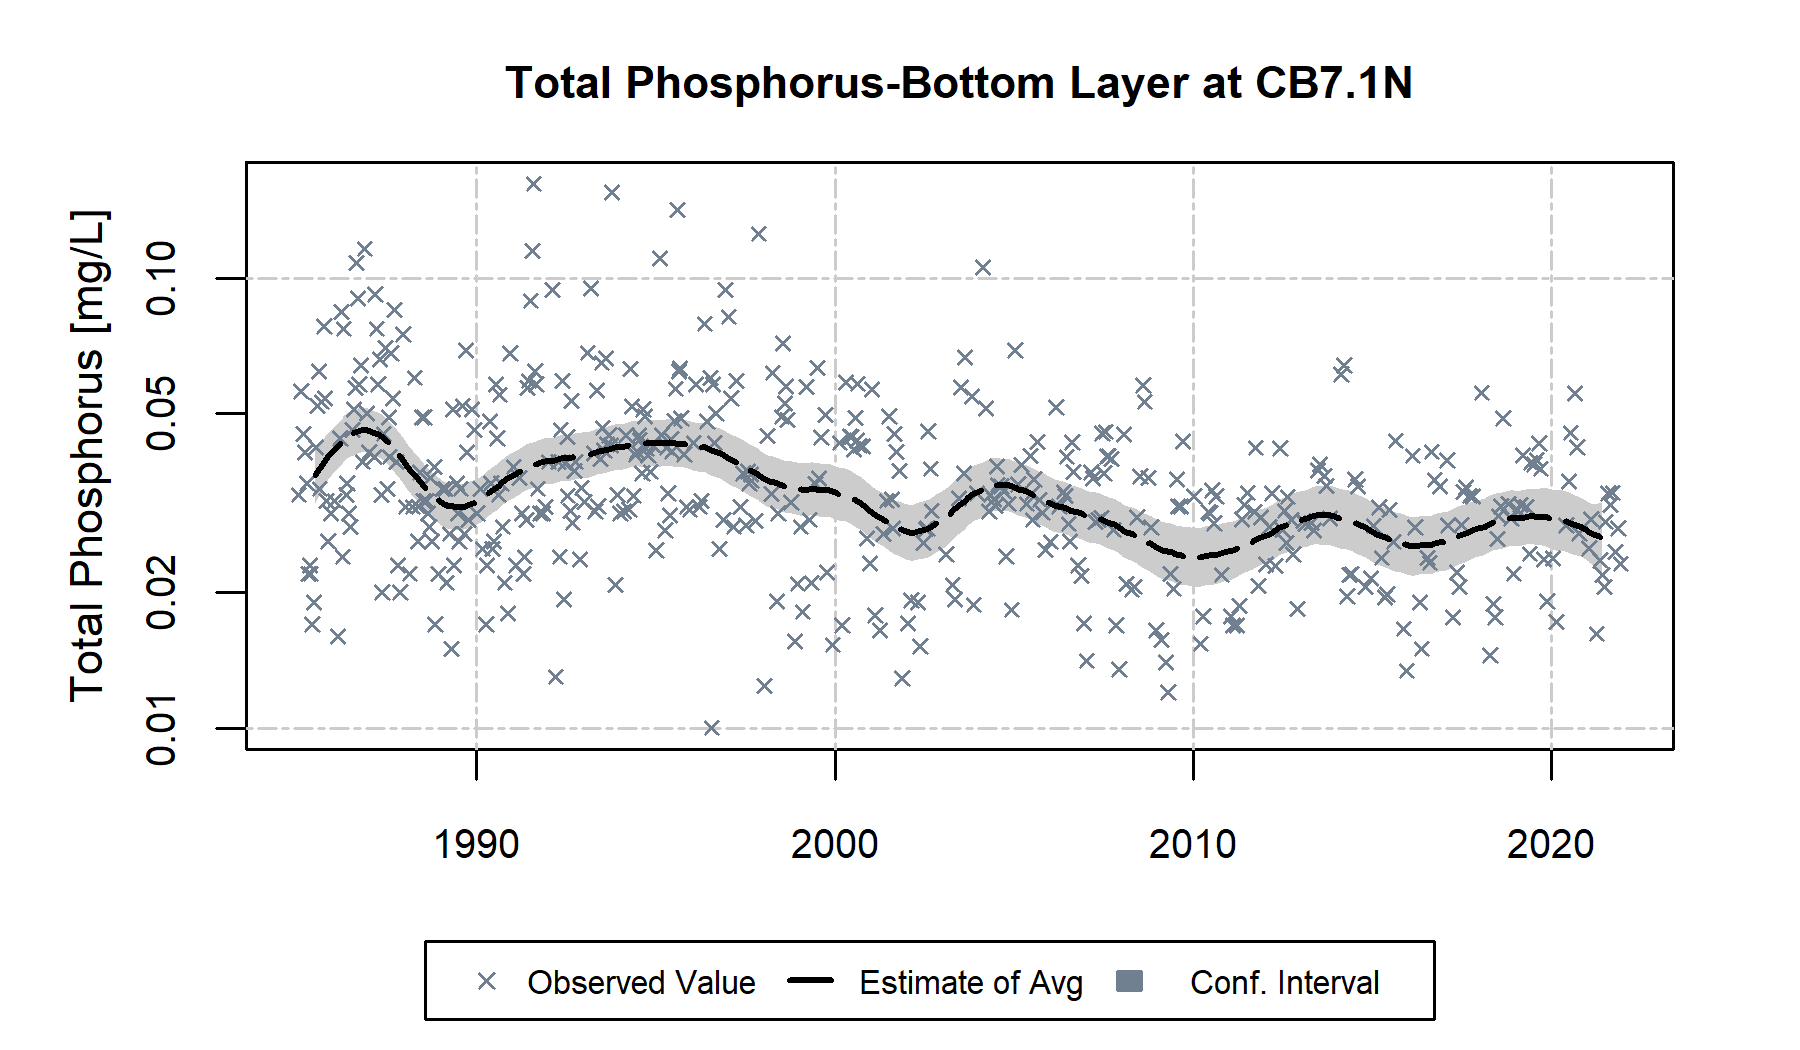 Total Phosphorus-Bottom Layer at CB7.1N
Total Phosphorus [mg/L]
0.10
0.05
0.02
0.01
1990 2000 2010 2020
Observed Value Estimate of Avg Conf. Interval